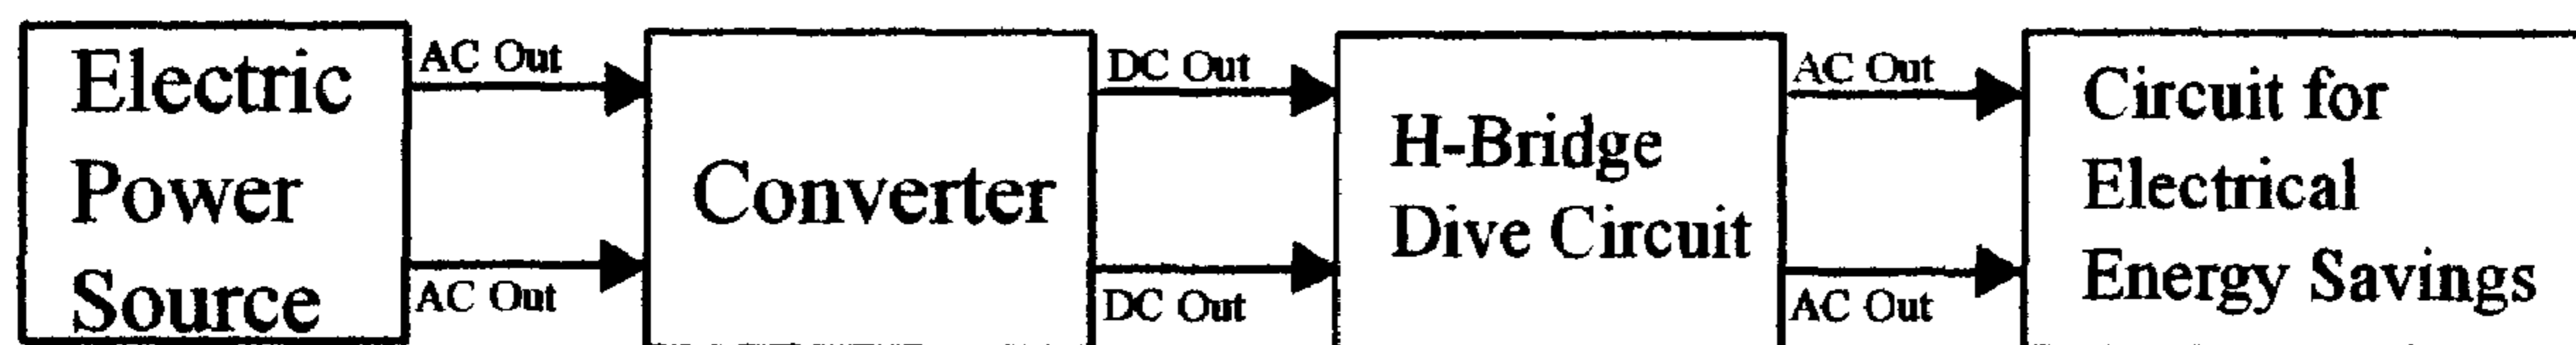 Electric
Power
Source
AC Out
AC Out
Converter
DC Out
DC Out
H-Bridge
Dive Circuit
AC Out
AC Out
Circuit for
Electrical
Energy Savings